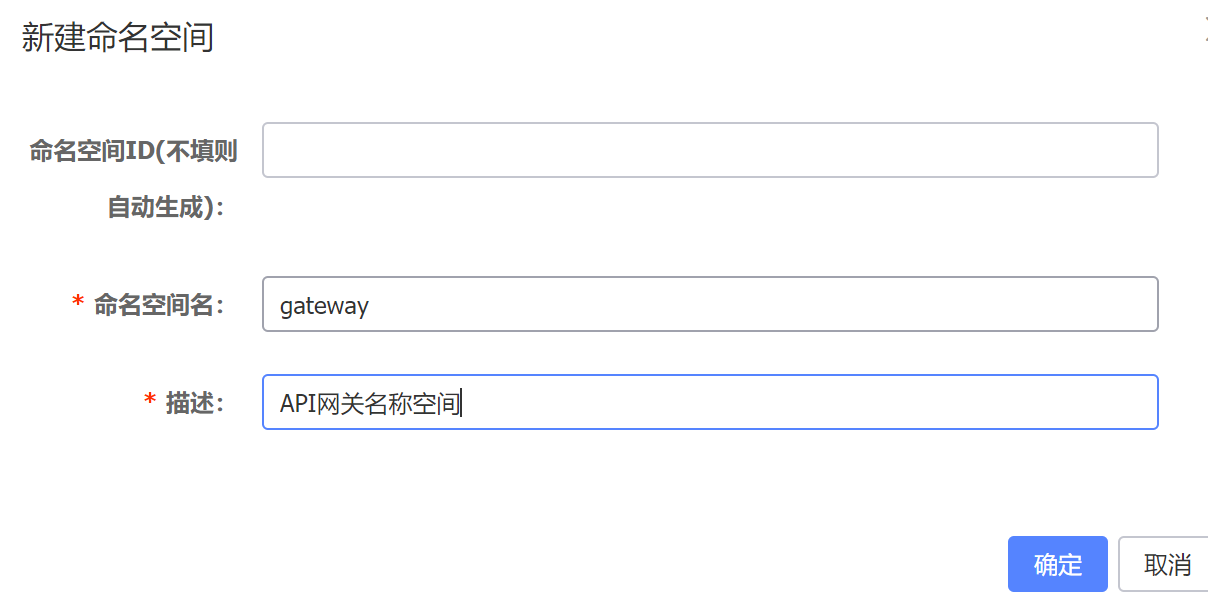 新建命名空间
命名空间ID(不填则
自动生成)：
* 命名空间名：
gateway
* 描述：
API网关名称空间
确定
取消